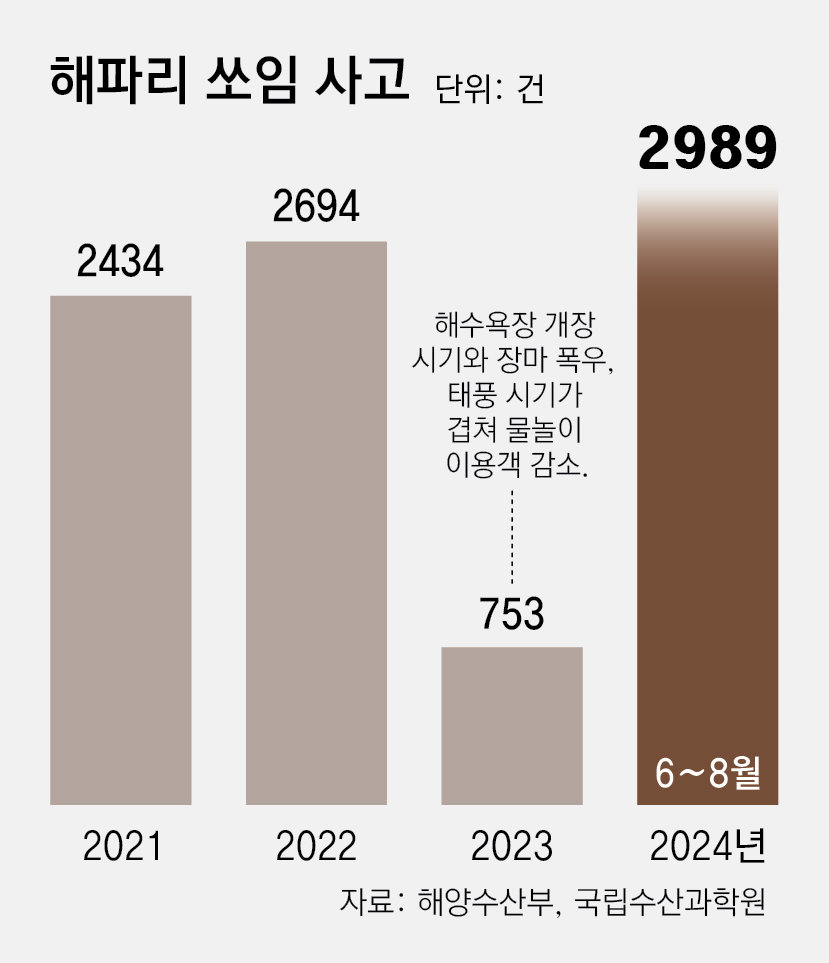 해파리 쏘임 사고 단위: 건
2989
2694
2434
해수욕장 개장
시기와 장마 폭우,
태풍 시기가
겹쳐 물놀이
이용객 감소.
753
6~8월
2021 2022 2023 2024년
자료: 해양수산부, 국립수산과학원